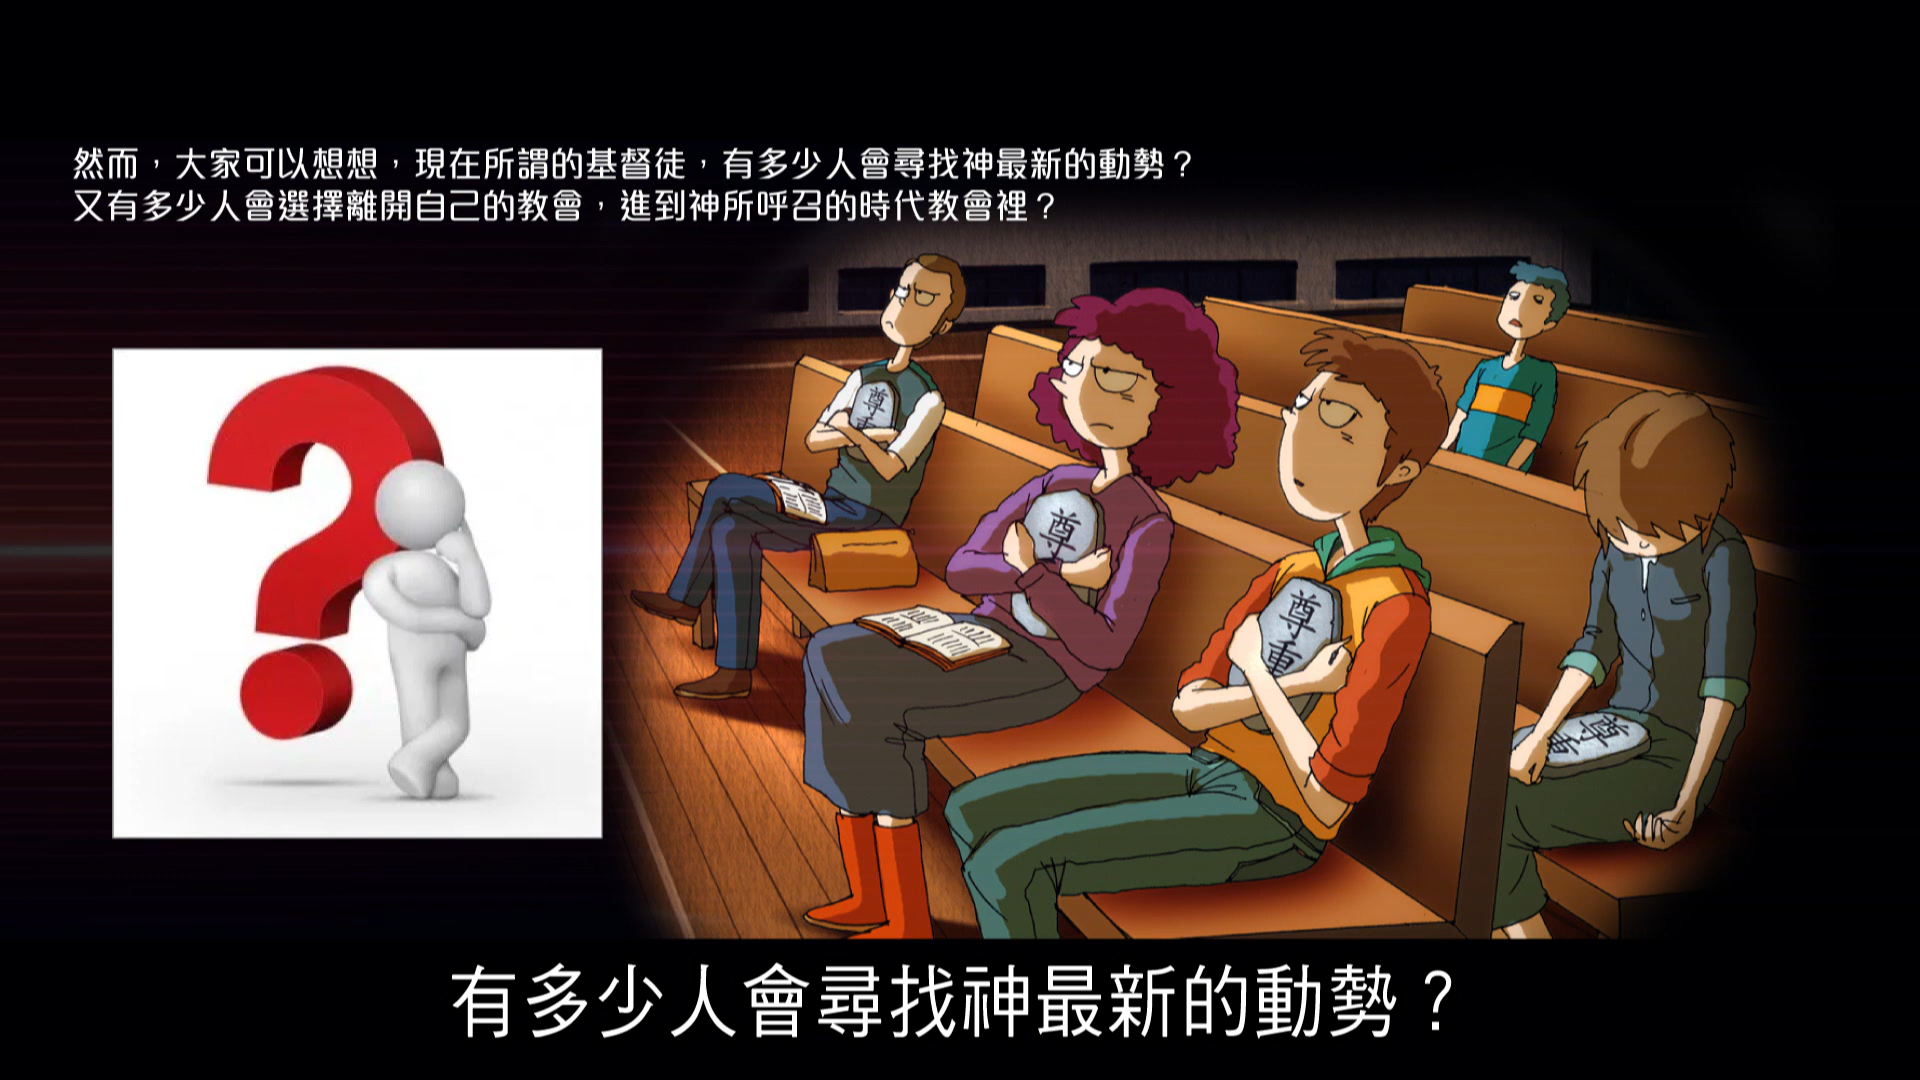 然而，大家可以想想，現在所謂的基督徒，有多少人會尋找神最新的動勢？
又有多少人會選擇離開自己的教會，進到神所呼召的時代教會裡？
尊重
尊
尊重
尊重
有多少人會尋找神最新的動勢？